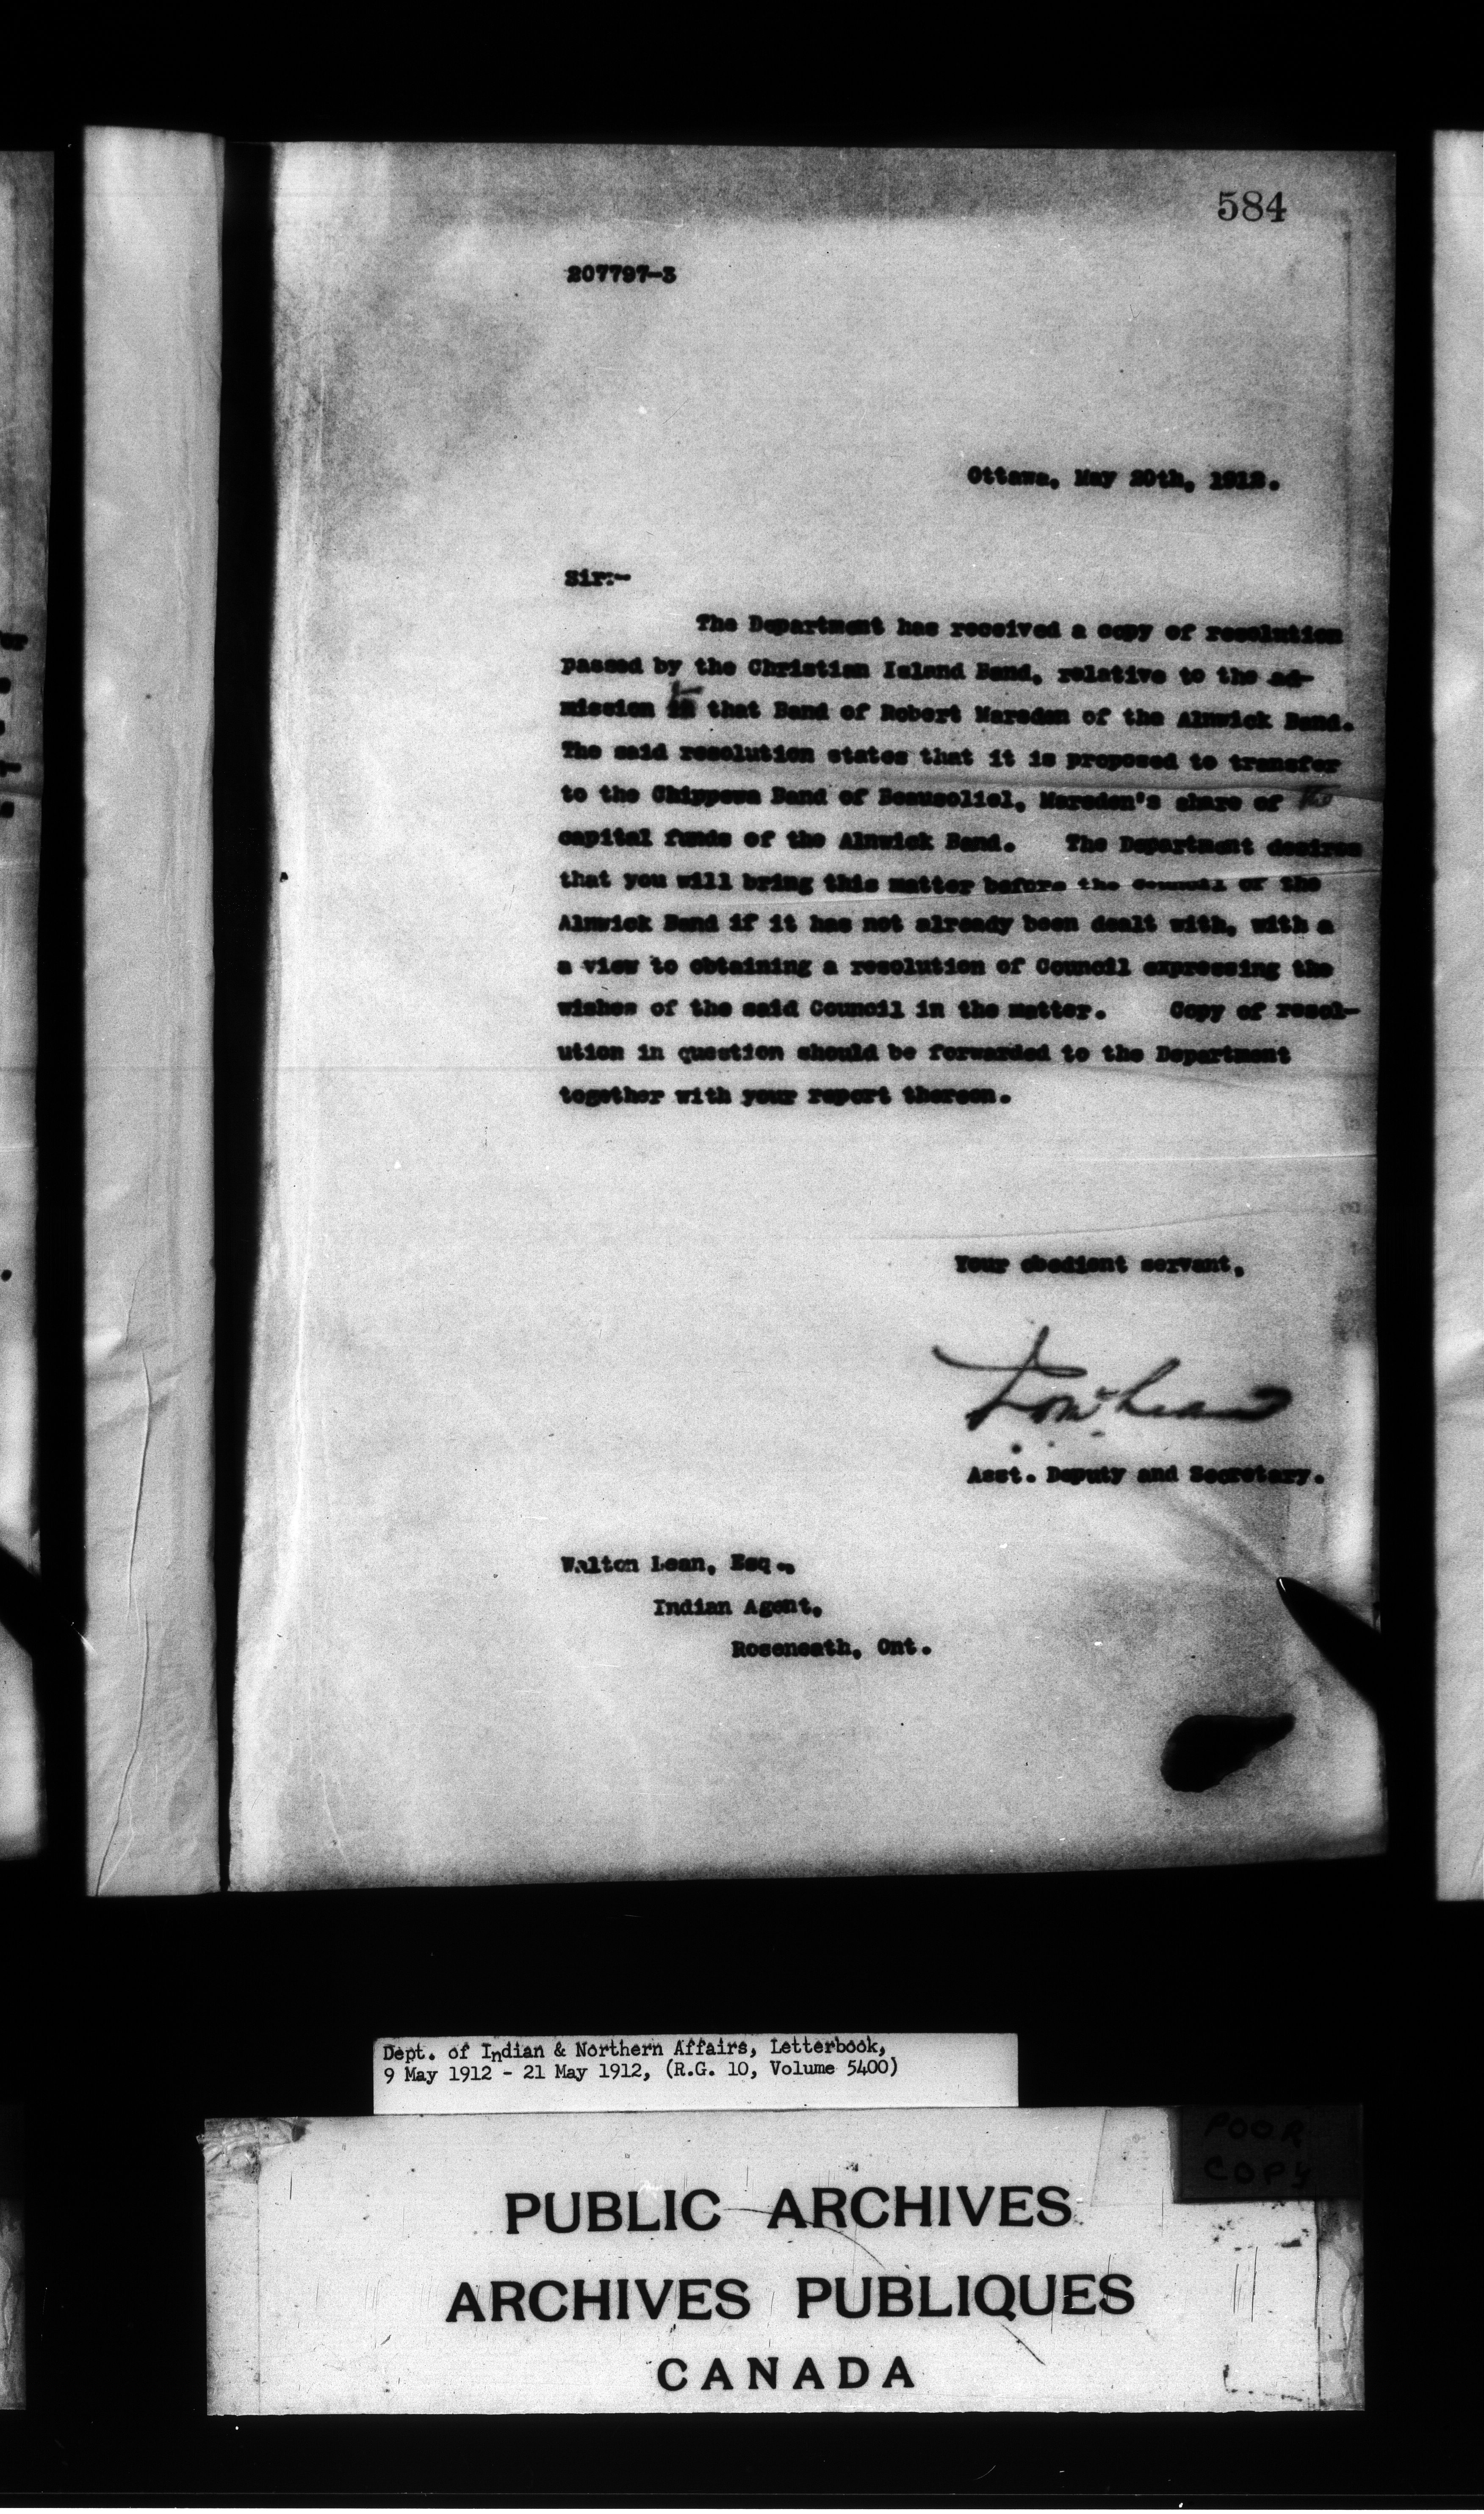 584
207797-3
Ottawa, May 20th, 1912.
Sir:-
The Department has received a copy of resolution
passed by the Christian Island Band, relative to the ad-
mission to that Band of Robert Marsden of the Alnwick Band.
The said resolution states that it is proposed to transfer
to the Chippewa Band of Beausoliel, Marsden's share of the
capital funds of the Alnwick Band. The Department desires
that you will bring this matter before the Council of the
Alnwick Band if it has not already been dealt with, with a
a view to obtaining a resolution of Council expressing the
wishes of the said Council in the matter. Copy of resol-
ution in question should be forwarded to the Department
together with your report thereon.
Your obedient servant,
Asst. Deputy and Secretary.
Walton Lean, Esq.,
Indian Agent,
Roseneath, Ont.
Dept. of Indian & Northern Affairs, Letterbook,
9 May 1912 - 21 May 1912, (R.G. 10, Volume 5400)
POOR
COPY
PUBLIC ARCHIVES
ARCHIVES PUBLIQUES
CANADA